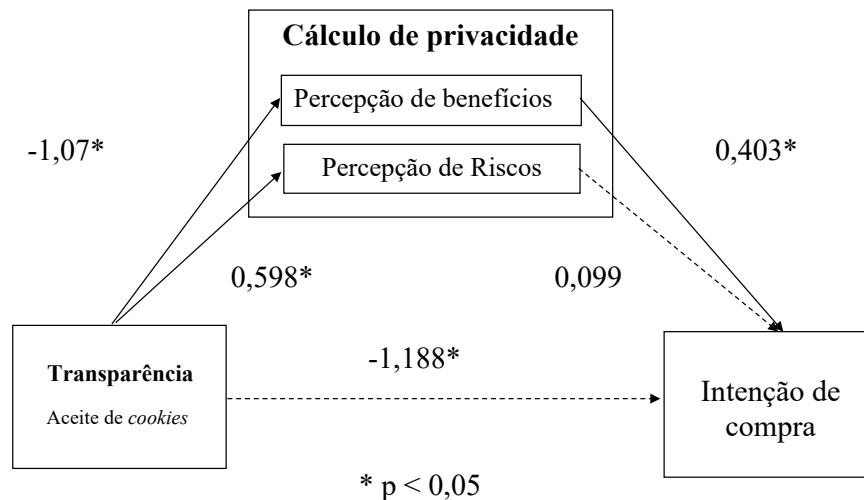 Cálculo de privacidade
Percepção de benefícios
-1,07*
0,403*
Percepção de Riscos
0,598*
0,099
Transparência
Aceite de cookies
-1,188*
Intenção de
compra
* p < 0,05